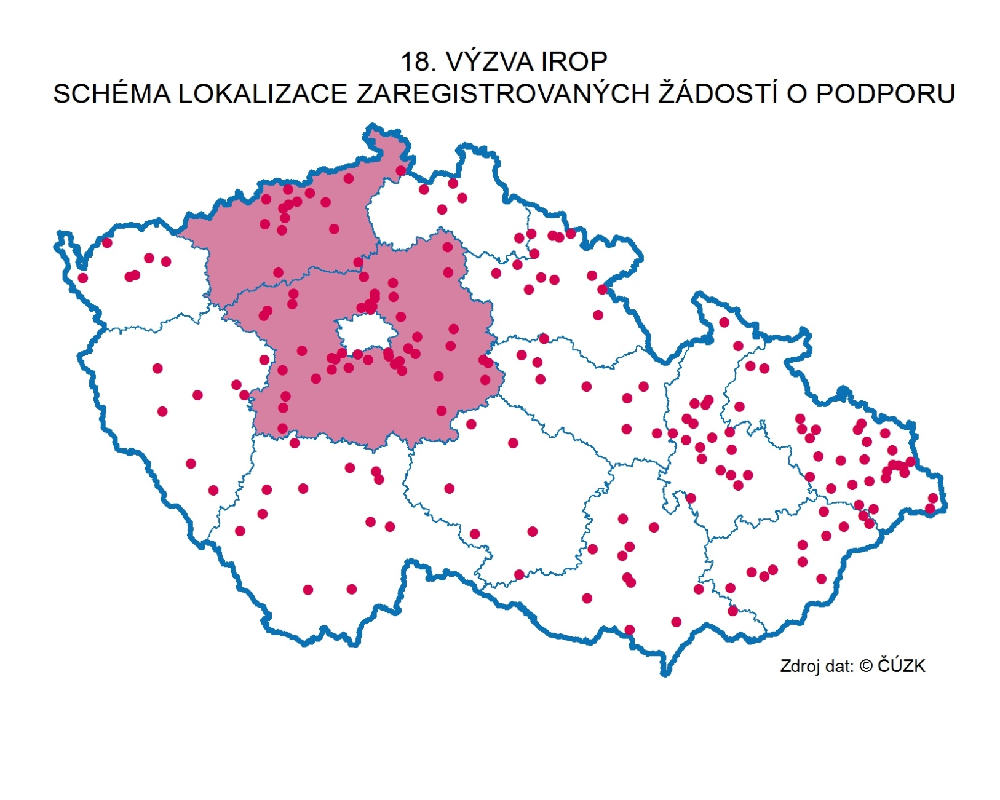 18. VÝZVA IROP
SCHÉMA LOKALIZACE ZAREGISTROVANÝCH ŽÁDOSTÍ O PODPORU
Zdroj dat: © ČÚZK